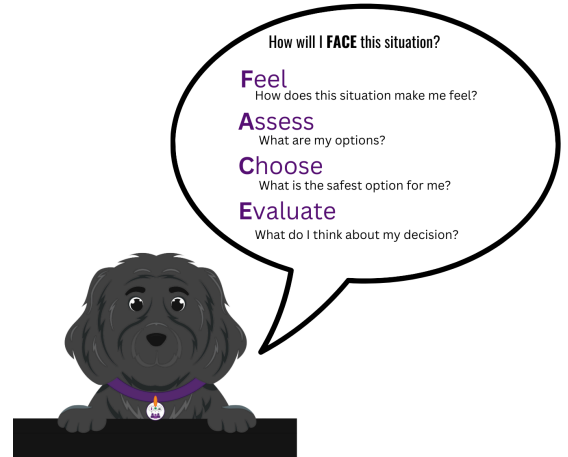 How will I FACE this situation?
Feel
How does this situation make me feel?
Assess
What are my options?
Choose
What is the safest option for me?
Evaluate
What do I think about my decision?